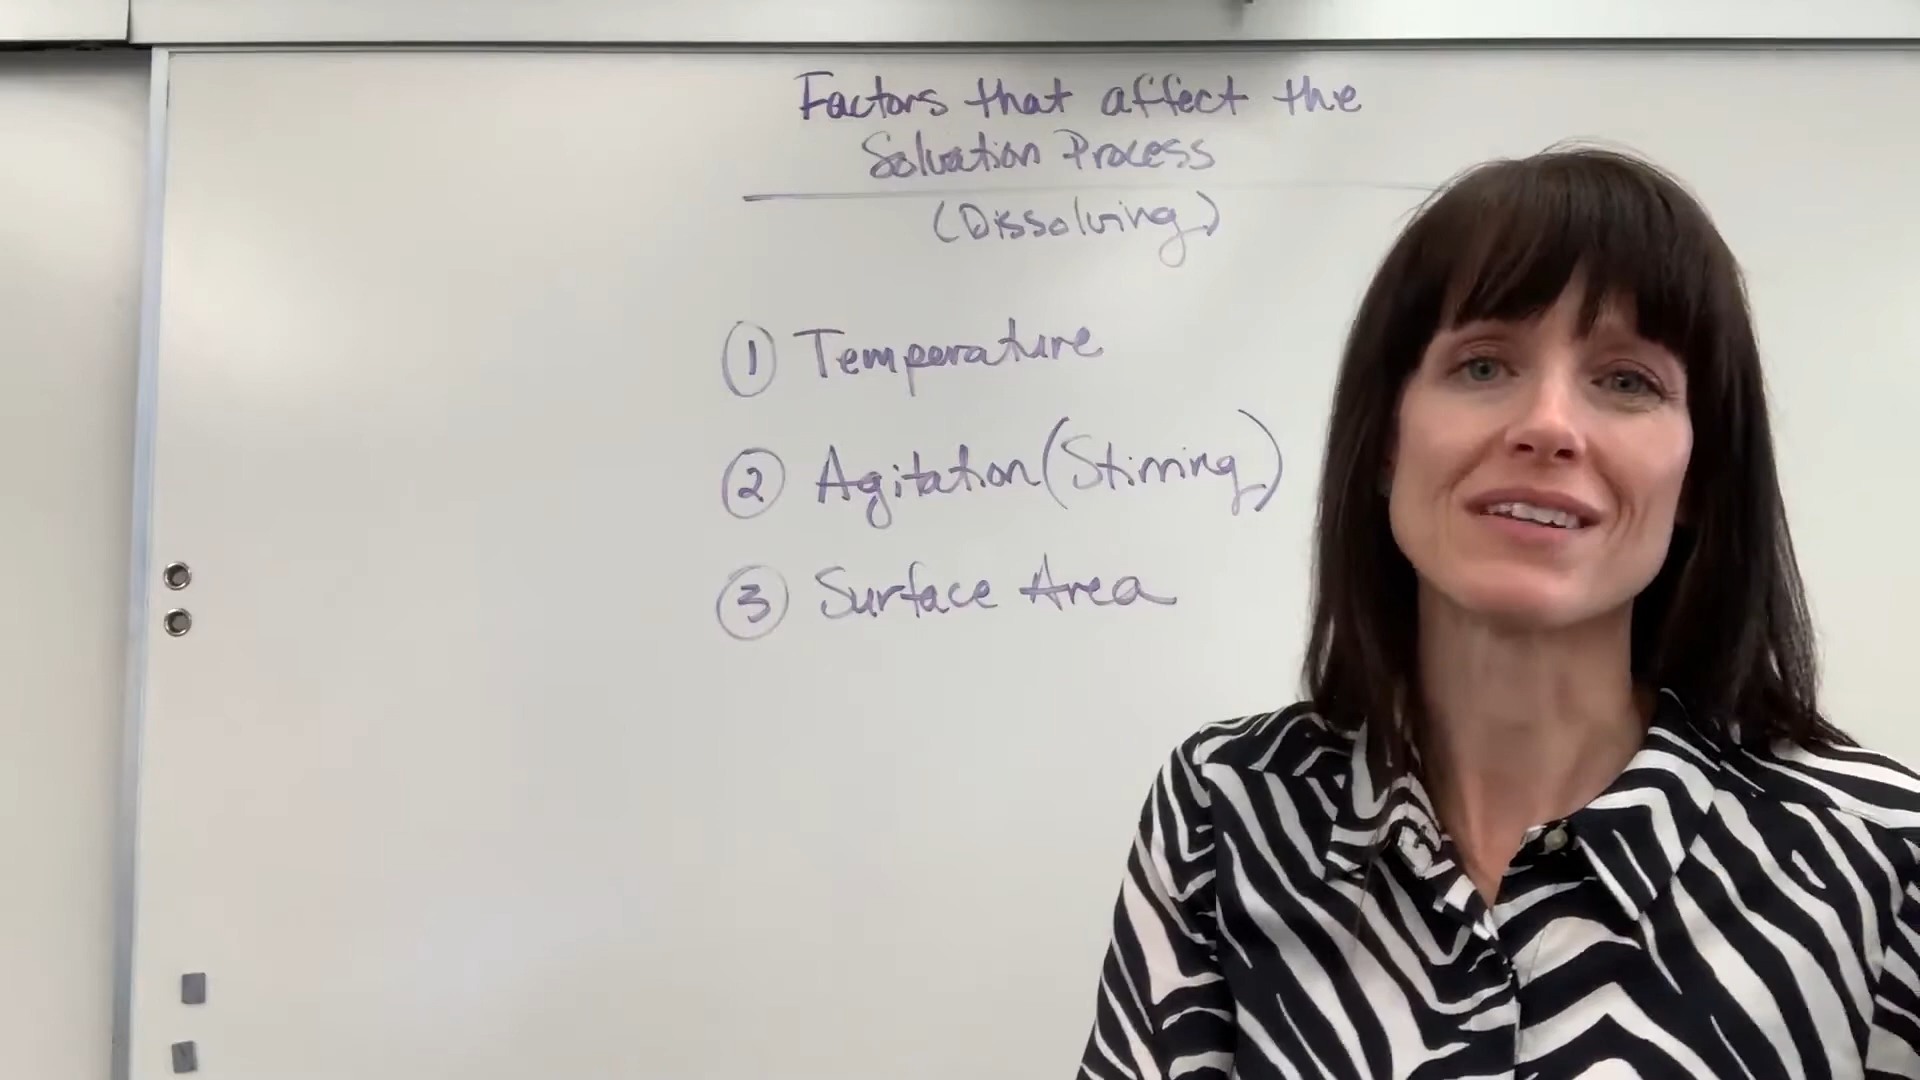 Factors that affect the
Solvation Process
(Dissolving)
① Temperature
② Agitation (Stirring)
③ Surface Area